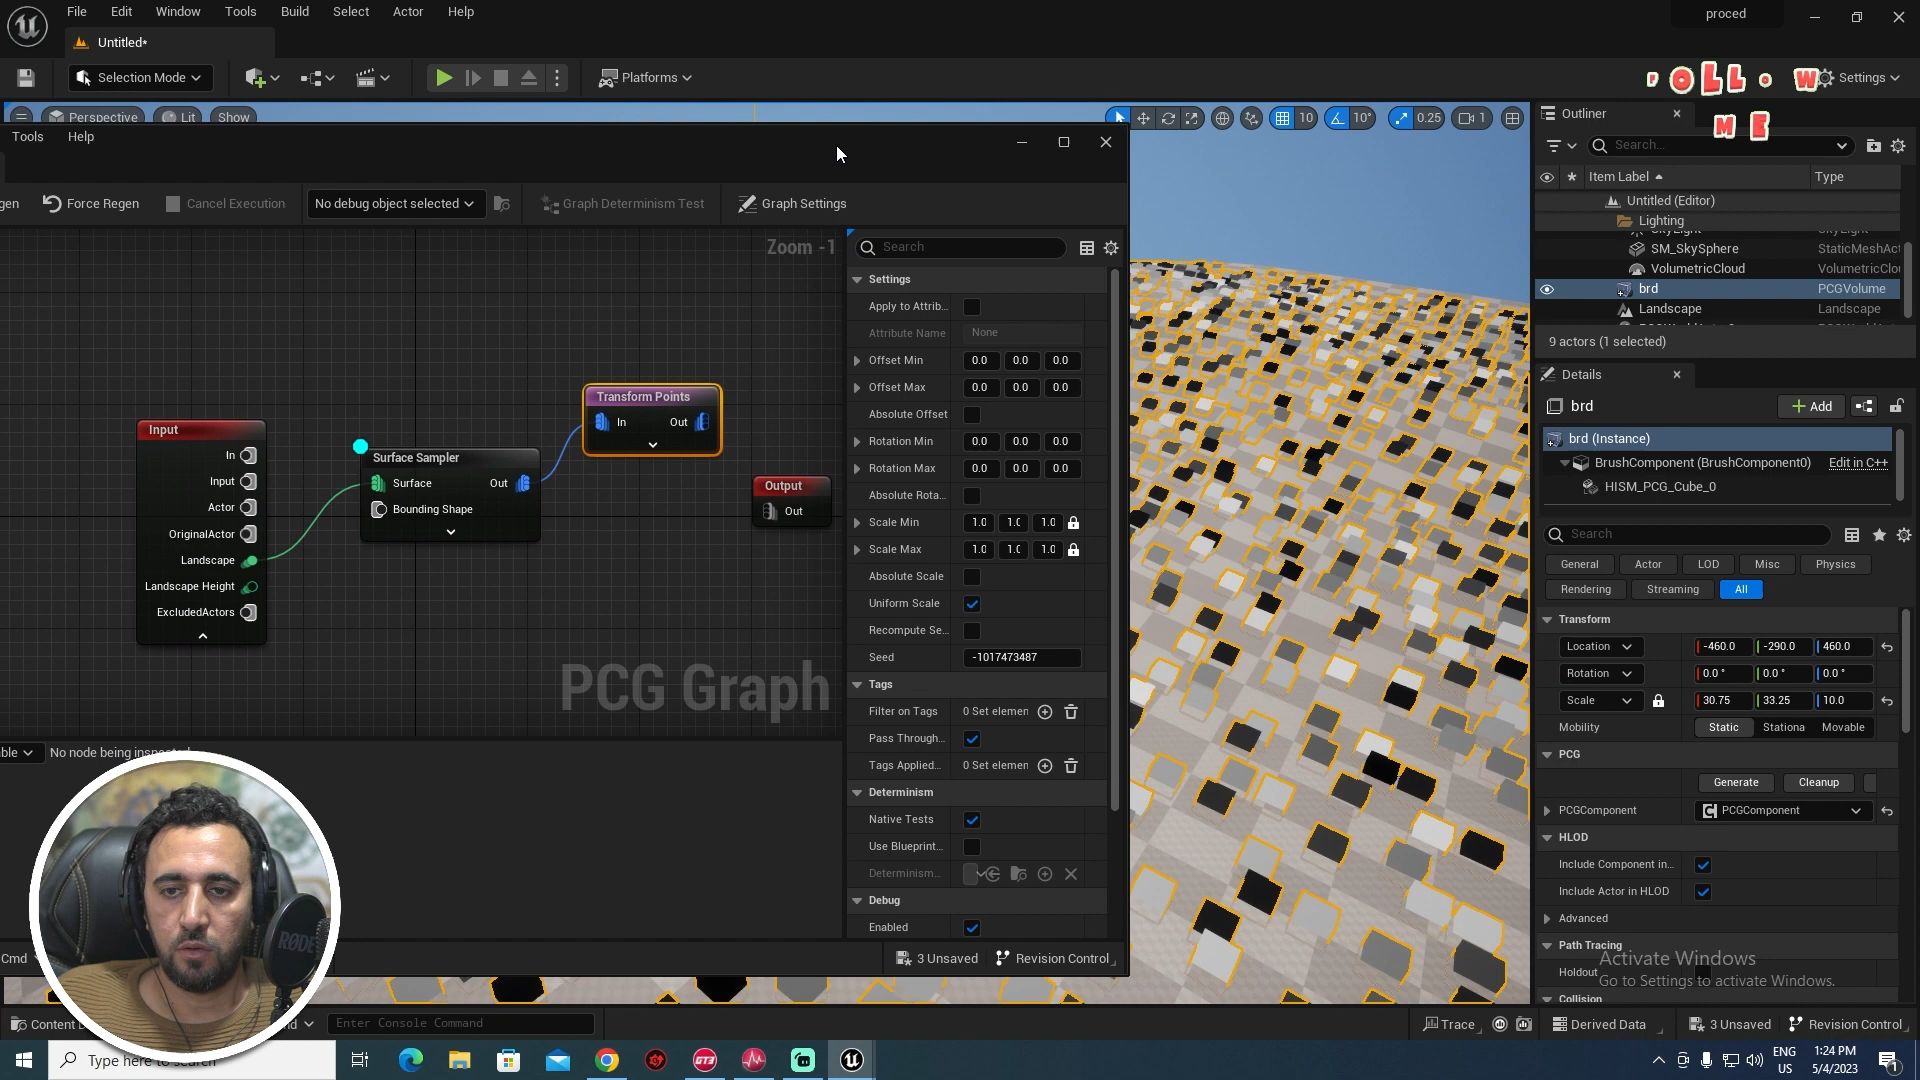 File Edit Window Tools Build Select Actor Help
proced
Untitled*
Selection Mode
Platforms
Settings
FOLLOW
ME
Perspective Lit Show
10 10° 0.25 1
Outliner
Tools Help
Search...
Force Regen Cancel Execution No debug object selected Graph Determinism Test Graph Settings
Item Label Type
Untitled (Editor)
Lighting
SM_SkySphere StaticMeshAct
VolumetricCloud VolumetricClou
brd PCGVolume
Landscape Landscape
9 actors (1 selected)
Zoom -1
Input
In
Input
Actor
OriginalActor
Landscape
Landscape Height
ExcludedActors
Surface Sampler
Surface Out
Bounding Shape
Transform Points
In Out
Output
Out
PCG Graph
Search
Settings
Apply to Attrib...
Attribute Name None
Offset Min 0.0 0.0 0.0
Offset Max 0.0 0.0 0.0
Absolute Offset
Rotation Min 0.0 0.0 0.0
Rotation Max 0.0 0.0 0.0
Absolute Rota...
Scale Min 1.0 1.0
Scale Max 1.0 1.0
Absolute Scale
Uniform Scale
Recompute Se...
Seed -1017473487
Tags
Filter on Tags 0 Set elemen
Pass Through...
Tags Applied... 0 Set elemen
Determinism
Native Tests
Use Blueprint...
Determinism...
Debug
Enabled
No node being inspected
Cmd
3 Unsaved Revision Control
Details
brd
Add
brd (Instance)
BrushComponent (BrushComponent0) Edit in C++
HISM_PCG_Cube_0
Search
General Actor LOD Misc Physics
Rendering Streaming All
Transform
Location -460.0 -290.0 460.0
Rotation 0.0 ° 0.0 ° 0.0 °
Scale 30.75 33.25 10.0
Mobility Static Stationa Movable
PCG
Generate Cleanup
PCGComponent PCGComponent
HLOD
Include Component in...
Include Actor in HLOD
Advanced
Path Tracing
Holdout
Collision
Activate Windows
Go to Settings to activate Windows.
RØDE
Enter Console Command
Trace Derived Data 3 Unsaved Revision Control
Type here to search
GT3
ENG
US
1:24 PM
5/4/2023
1